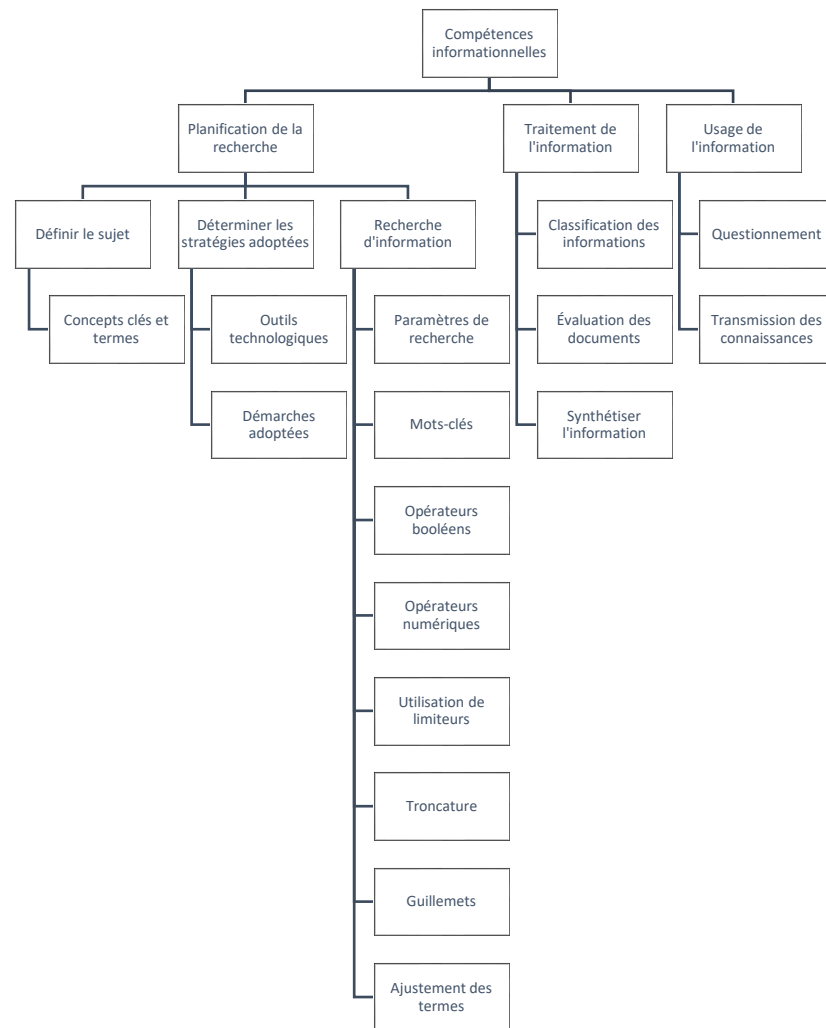 Compétences
informationnelles
Planification de la
recherche
Traitement de
l'information
Usage de
l'information
Définir le sujet
Déterminer les
stratégies adoptées
Recherche
d'information
Classification des
informations
Questionnement
Concepts clés et
termes
Outils
technologiques
Paramètres de
recherche
Évaluation des
documents
Transmission des
connaissances
Démarches
adoptées
Mots-clés
Synthétiser
l'information
Opérateurs
booléens
Opérateurs
numériques
Utilisation de
limiteurs
Troncature
Guillemets
Ajustement des
termes